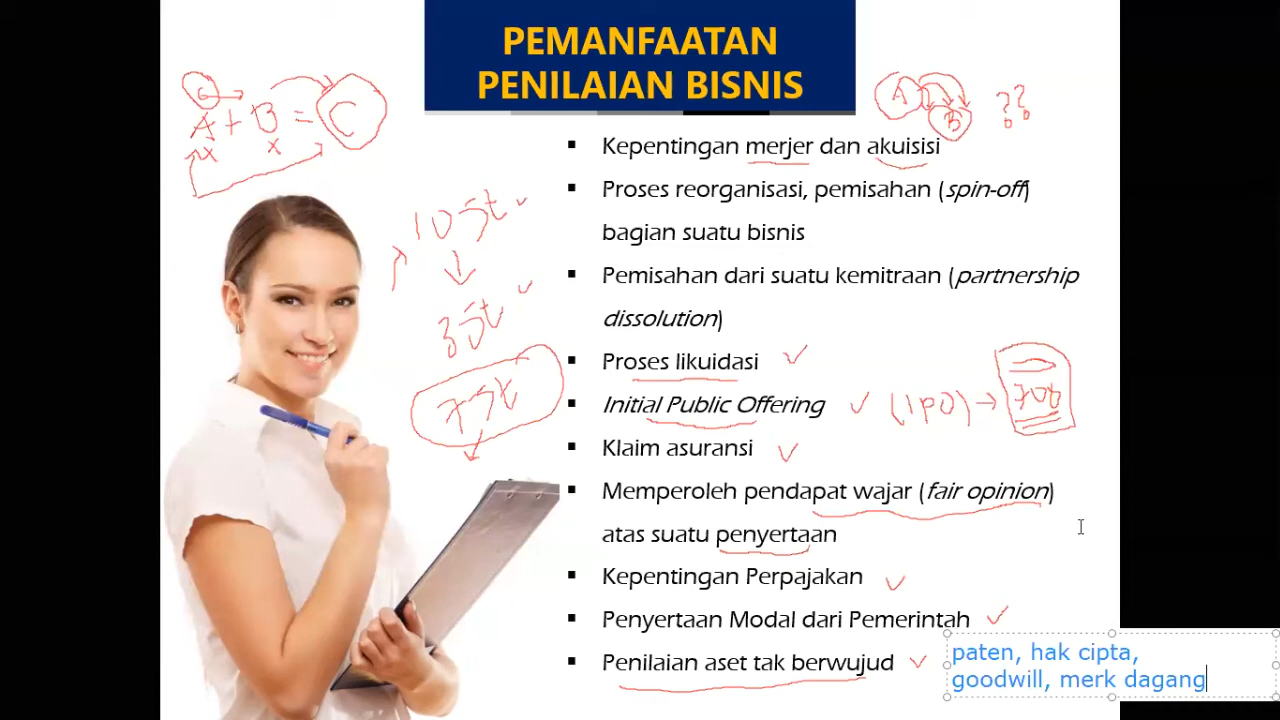 PEMANFAATAN
PENILAIAN BISNIS
C
A + B = C
x x
A
B
??
▪ Kepentingan merjer dan akuisisi
▪ Proses reorganisasi, pemisahan (spin-off)
bagian suatu bisnis
▪ Pemisahan dari suatu kemitraan (partnership
dissolution)
▪ Proses likuidasi
▪ Initial Public Offering
(IPO)
▪ Klaim asuransi
▪ Memperoleh pendapat wajar (fair opinion)
atas suatu penyertaan
▪ Kepentingan Perpajakan
▪ Penyertaan Modal dari Pemerintah
▪ Penilaian aset tak berwujud
paten, hak cipta,
goodwill, merk dagang